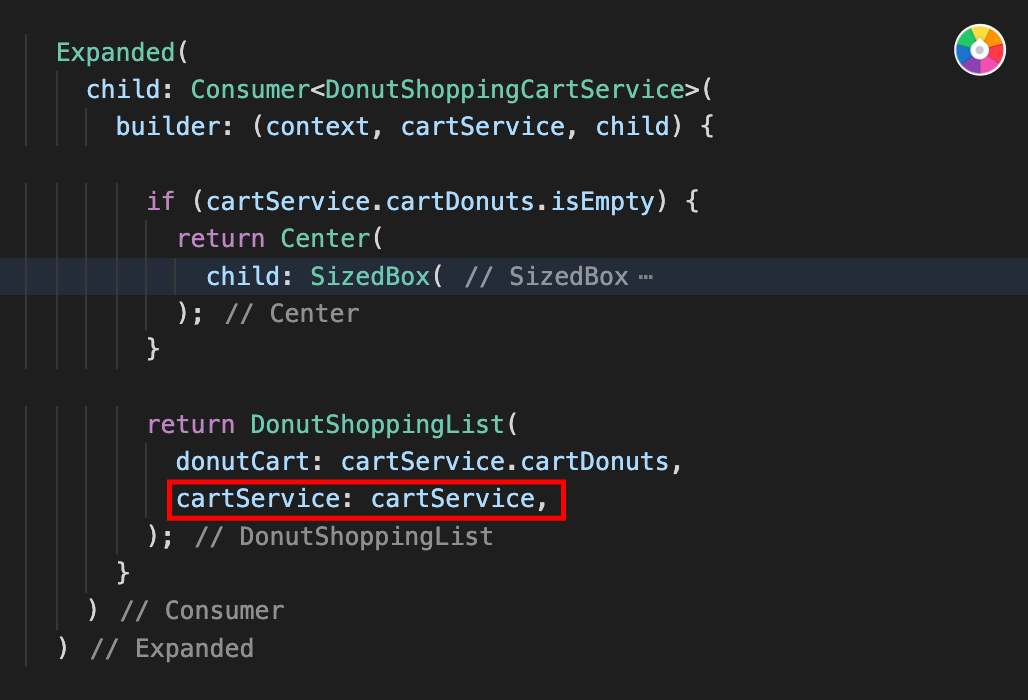 Expanded(
child: Consumer<DonutShoppingCartService>(
builder: (context, cartService, child) {
if (cartService.cartDonuts.isEmpty) {
return Center(
child: SizedBox( // SizedBox ⋯
); // Center
}
return DonutShoppingList(
donutCart: cartService.cartDonuts,
cartService: cartService,
); // DonutShoppingList
}
) // Consumer
) // Expanded